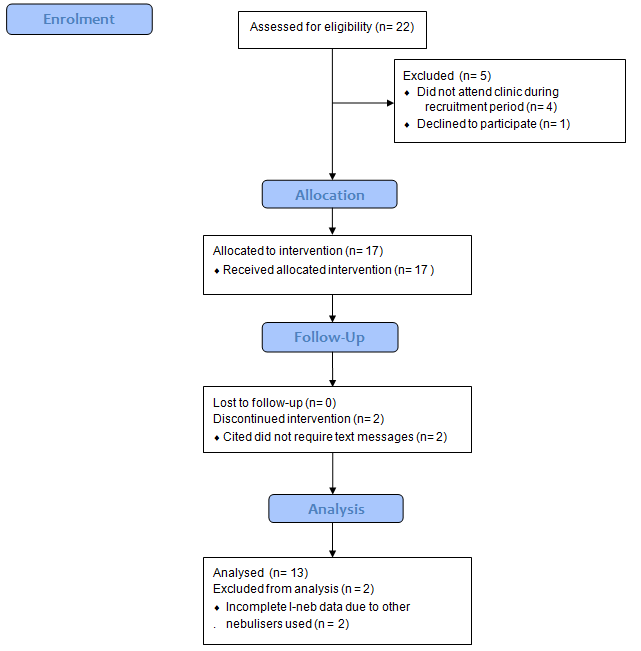 Enrolment
Assessed for eligibility (n= 22)
Excluded (n= 5)
♦ Did not attend clinic during
recruitment period (n= 4)
♦ Declined to participate (n= 1)
Allocation
Allocated to intervention (n= 17)
♦ Received allocated intervention (n= 17 )
Follow-Up
Lost to follow-up (n= 0)
Discontinued intervention (n= 2)
♦ Cited did not require text messages (n= 2)
Analysis
Analysed (n= 13)
Excluded from analysis (n= 2)
♦ Incomplete I-neb data due to other
. nebulisers used (n= 2)